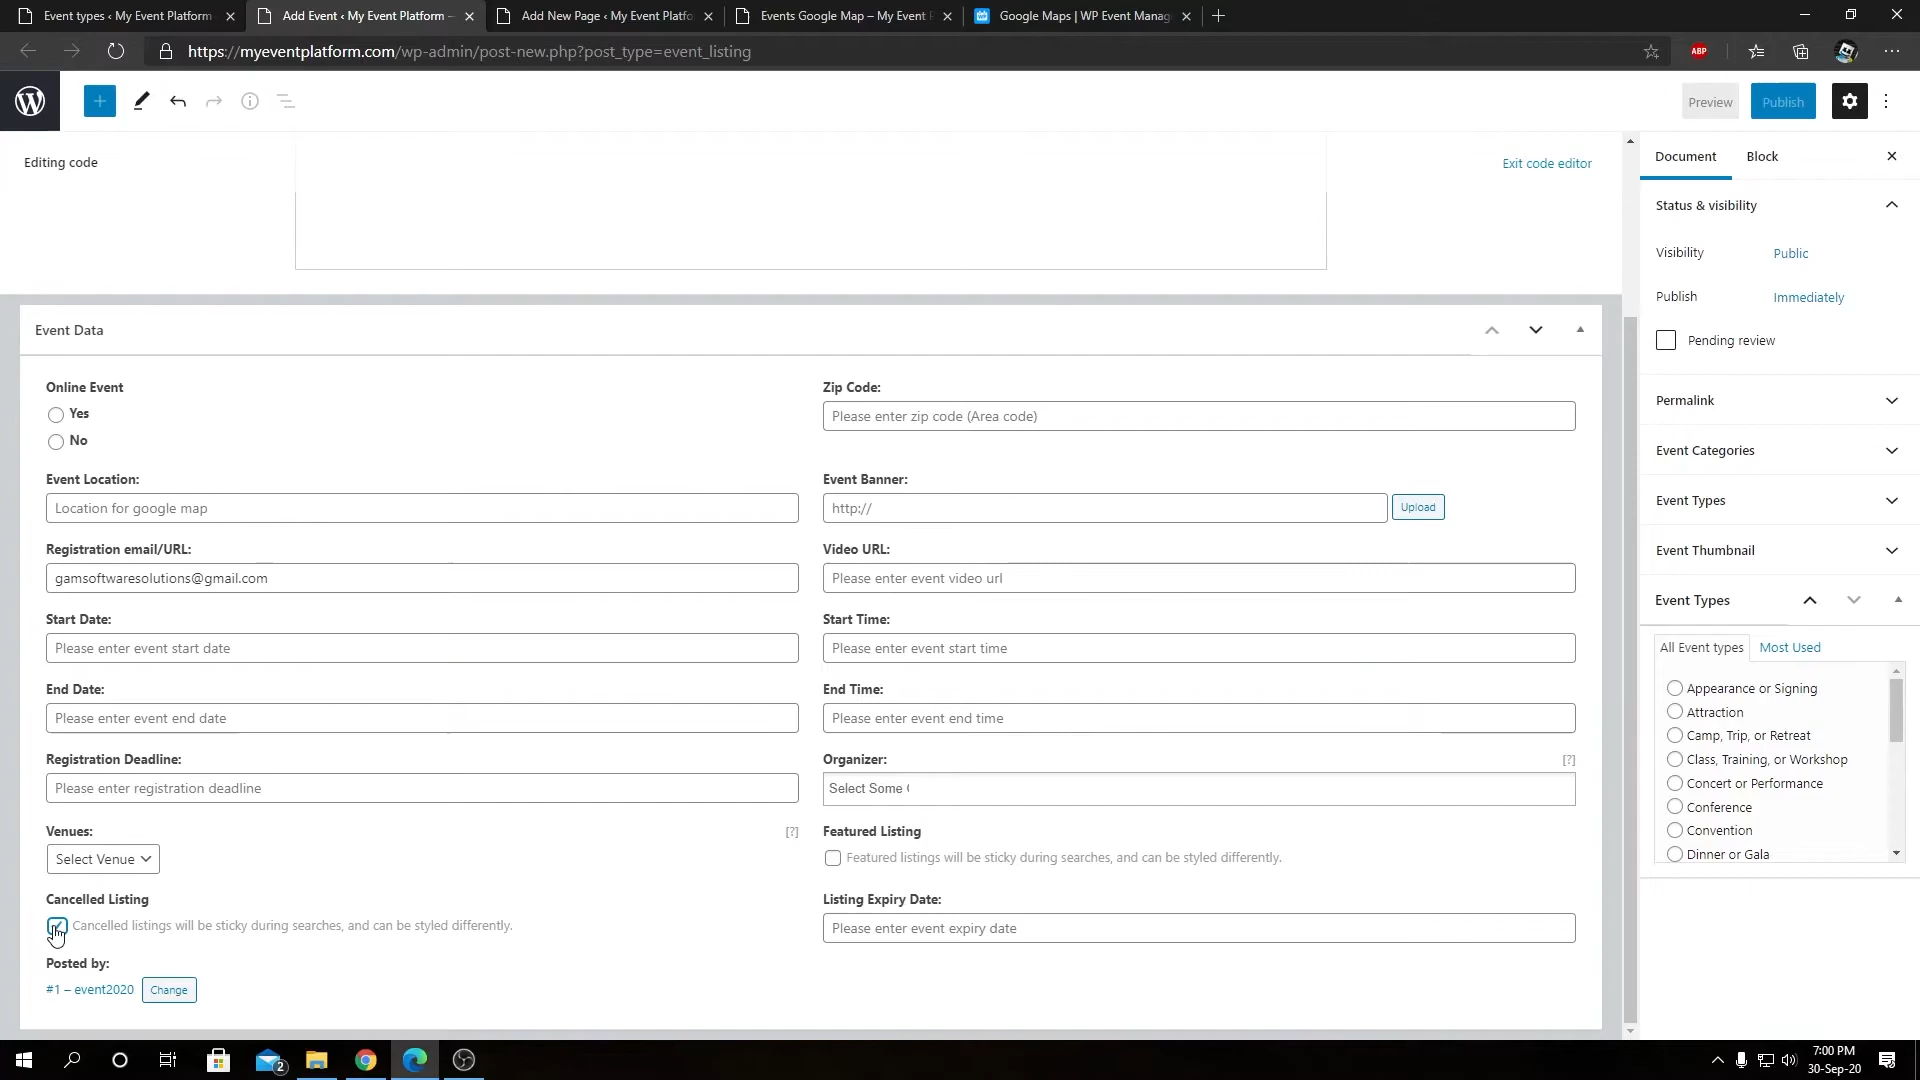 Event types ‹ My Event Platform
Add Event ‹ My Event Platform —
Add New Page ‹ My Event Platfo
Events Google Map – My Event P
Google Maps | WP Event Manag
https://myeventplatform.com/wp-admin/post-new.php?post_type=event_listing
ABP
Preview
Publish
Editing code
Exit code editor
Document
Block
Status & visibility
Visibility
Public
Publish
Immediately
Pending review
Permalink
Event Categories
Event Types
Event Thumbnail
Event Types
All Event types
Most Used
Appearance or Signing
Attraction
Camp, Trip, or Retreat
Class, Training, or Workshop
Concert or Performance
Conference
Convention
Dinner or Gala
Event Data
Online Event
Yes
No
Zip Code:
Please enter zip code (Area code)
Event Location:
Location for google map
Event Banner:
http://
Upload
Registration email/URL:
gamsoftwaresolutions@gmail.com
Video URL:
Please enter event video url
Start Date:
Please enter event start date
Start Time:
Please enter event start time
End Date:
Please enter event end date
End Time:
Please enter event end time
Registration Deadline:
Please enter registration deadline
Organizer:
[?]
Select Some
Venues:
[?]
Select Venue
Featured Listing
Featured listings will be sticky during searches, and can be styled differently.
Cancelled Listing
Cancelled listings will be sticky during searches, and can be styled differently.
Listing Expiry Date:
Please enter event expiry date
Posted by:
#1 – event2020
Change
2
7:00 PM
30-Sep-20